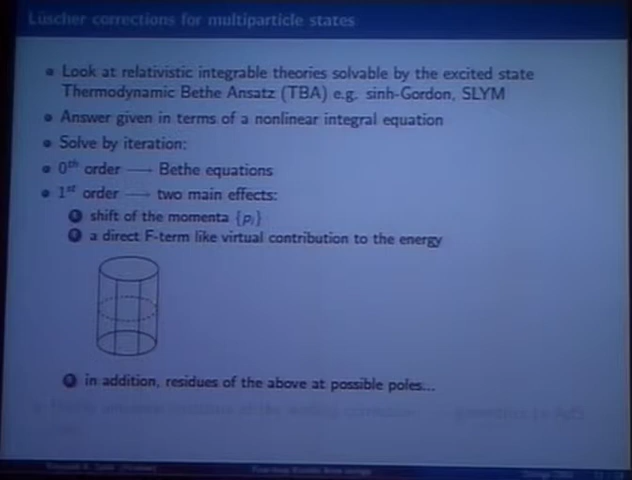 Lüscher corrections for multiparticle states
• Look at relativistic integrable theories solvable by the excited state
Thermodynamic Bethe Ansatz (TBA) e.g. sinh-Gordon, SLYM
• Answer given in terms of a nonlinear integral equation
• Solve by iteration:
• 0th order → Bethe equations
• 1st order → two main effects:
1 shift of the momenta {pᵢ}
2 a direct F-term like virtual contribution to the energy
in addition, residues of the above at possible poles...